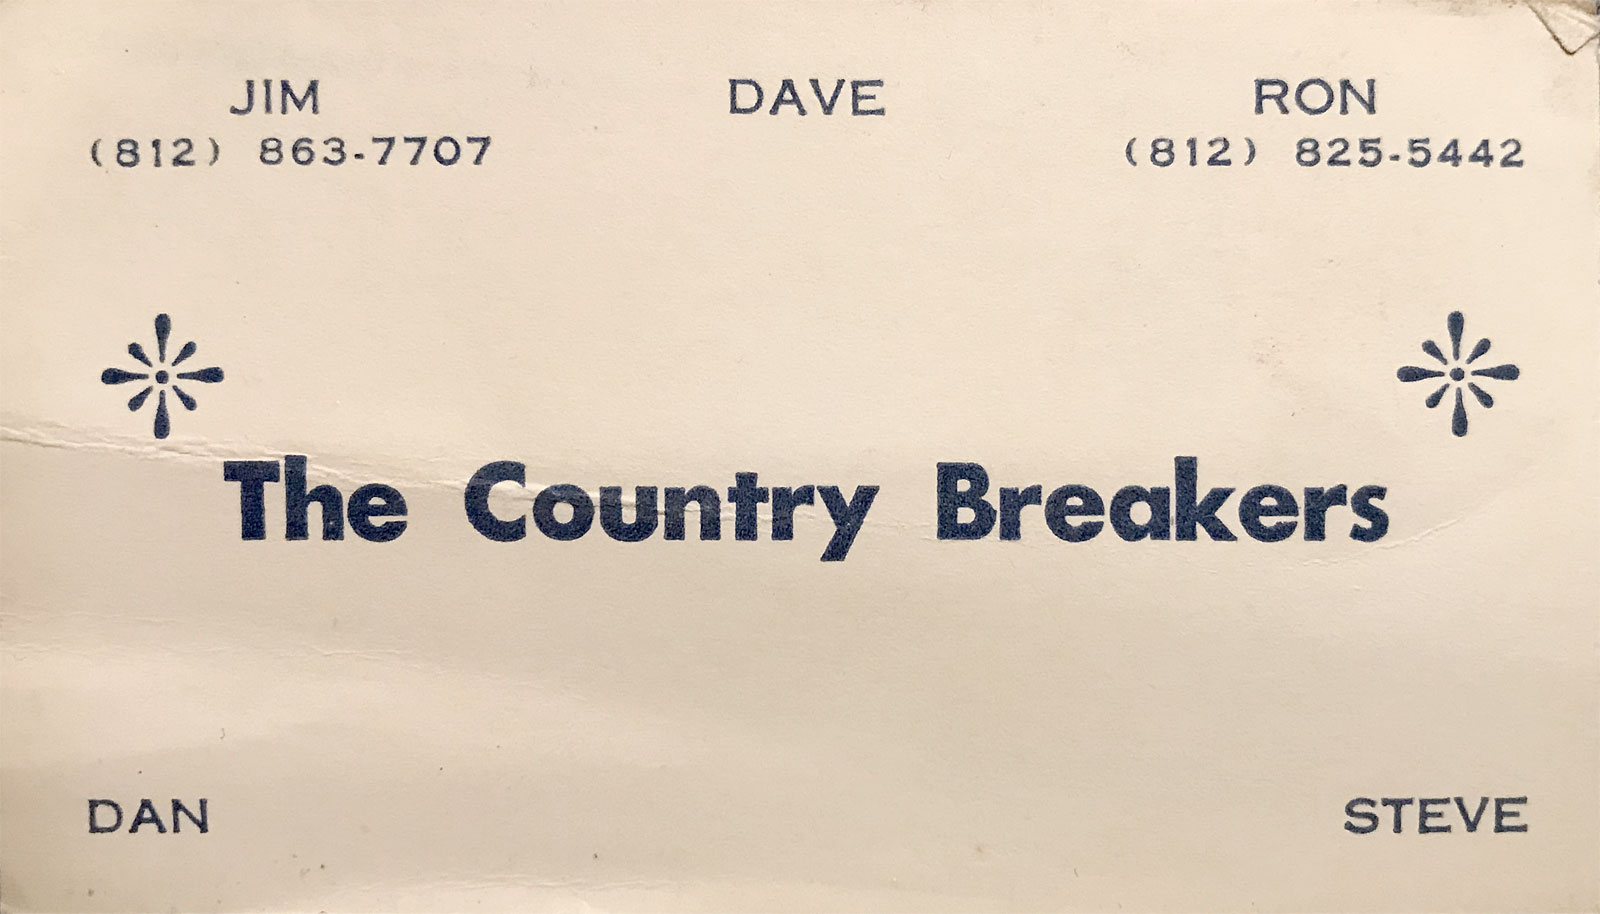 JIM DAVE RON
(812) 863-7707 (812) 825-5442
The Country Breakers
DAN STEVE